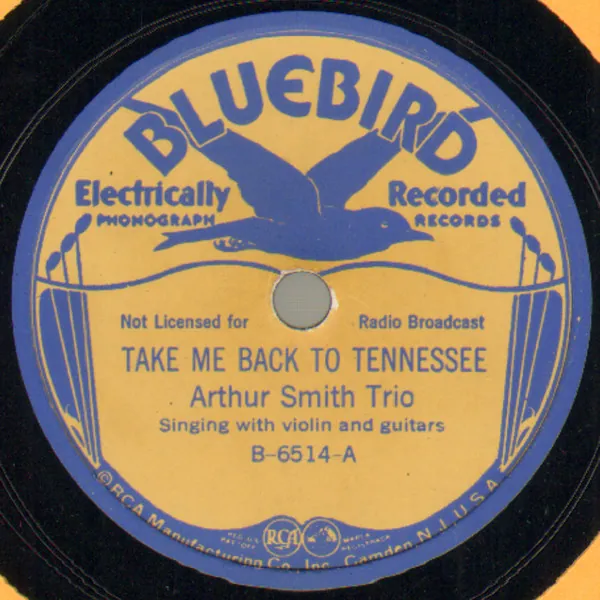 BLUEBIRD
Electrically Recorded
PHONOGRAPH RECORDS
Not Licensed for Radio Broadcast
TAKE ME BACK TO TENNESSEE
Arthur Smith Trio
Singing with violin and guitars
B-6514-A
RCA
©RCA Manufacturing Co., Inc. Camden, N.J., U.S.A.